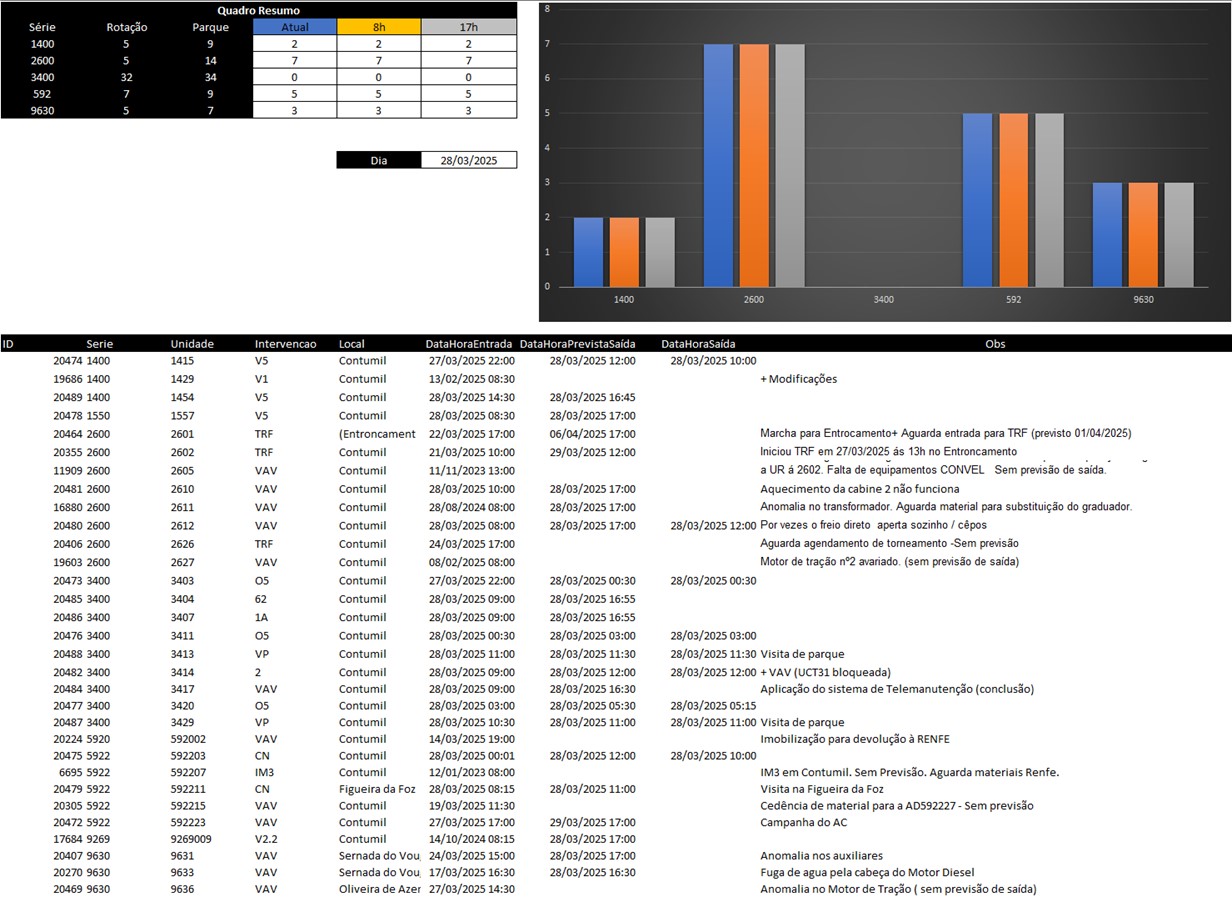 Quadro Resumo
Série Rotação Parque Atual 8h 17h
1400 5 9 2 2 2
2600 5 14 7 7 7
3400 32 34 0 0 0
592 7 9 5 5 5
9630 5 7 3 3 3
Dia 28/03/2025
8
7
6
5
4
3
2
1
0
1400 2600 3400 592 9630
ID Serie Unidade Intervencao Local DataHoraEntrada DataHoraPrevistaSaída DataHoraSaída Obs
20474 1400 1415 V5 Contumil 27/03/2025 22:00 28/03/2025 12:00 28/03/2025 10:00
19686 1400 1429 V1 Contumil 13/02/2025 08:30 + Modificações
20489 1400 1454 V5 Contumil 28/03/2025 14:30 28/03/2025 16:45
20478 1550 1557 V5 Contumil 28/03/2025 08:30 28/03/2025 17:00
20464 2600 2601 TRF (Entroncament 22/03/2025 17:00 06/04/2025 17:00 Marcha para Entrocamento+ Aguarda entrada para TRF (previsto 01/04/2025)
20355 2600 2602 TRF Contumil 21/03/2025 10:00 29/03/2025 12:00 Iniciou TRF em 27/03/2025 ás 13h no Entroncamento
11909 2600 2605 VAV Contumil 11/11/2023 13:00 a UR á 2602. Falta de equipamentos CONVEL Sem previsão de saída.
20481 2600 2610 VAV Contumil 28/03/2025 10:00 28/03/2025 17:00 Aquecimento da cabine 2 não funciona
16880 2600 2611 VAV Contumil 28/08/2024 08:00 28/03/2025 17:00 Anomalia no transformador. Aguarda material para substituição do graduador.
20480 2600 2612 VAV Contumil 28/03/2025 08:00 28/03/2025 17:00 28/03/2025 12:00 Por vezes o freio direto aperta sozinho / cêpos
20406 2600 2626 TRF Contumil 24/03/2025 17:00 Aguarda agendamento de torneamento -Sem previsão
19603 2600 2627 VAV Contumil 08/02/2025 08:00 Motor de tração nº2 avariado. (sem previsão de saída)
20473 3400 3403 O5 Contumil 27/03/2025 22:00 28/03/2025 00:30 28/03/2025 00:30
20485 3400 3404 62 Contumil 28/03/2025 09:00 28/03/2025 16:55
20486 3400 3407 1A Contumil 28/03/2025 09:00 28/03/2025 16:55
20476 3400 3411 O5 Contumil 28/03/2025 00:30 28/03/2025 03:00 28/03/2025 03:00
20488 3400 3413 VP Contumil 28/03/2025 11:00 28/03/2025 11:30 28/03/2025 11:30 Visita de parque
20482 3400 3414 2 Contumil 28/03/2025 09:00 28/03/2025 12:00 28/03/2025 12:00 + VAV (UCT31 bloqueada)
20484 3400 3417 VAV Contumil 28/03/2025 09:00 28/03/2025 16:30 Aplicação do sistema de Telemanutenção (conclusão)
20477 3400 3420 O5 Contumil 28/03/2025 03:00 28/03/2025 05:30 28/03/2025 05:15
20487 3400 3429 VP Contumil 28/03/2025 10:30 28/03/2025 11:00 28/03/2025 11:00 Visita de parque
20224 5920 592002 VAV Contumil 14/03/2025 19:00 Imobilização para devolução à RENFE
20475 5922 592203 CN Contumil 28/03/2025 00:01 28/03/2025 12:00 28/03/2025 10:00
6695 5922 592207 IM3 Contumil 12/01/2023 08:00 IM3 em Contumil. Sem Previsão. Aguarda materiais Renfe.
20479 5922 592211 CN Figueira da Foz 28/03/2025 08:15 28/03/2025 11:00 Visita na Figueira da Foz
20305 5922 592215 VAV Contumil 19/03/2025 11:30 Cedência de material para a AD592227 - Sem previsão
20472 5922 592223 VAV Contumil 27/03/2025 17:00 29/03/2025 17:00 Campanha do AC
17684 9269 9269009 V2.2 Contumil 14/10/2024 08:15 28/03/2025 17:00
20407 9630 9631 VAV Sernada do Vou 24/03/2025 15:00 28/03/2025 17:00 Anomalia nos auxiliares
20270 9630 9633 VAV Sernada do Vou 17/03/2025 16:30 28/03/2025 16:30 Fuga de agua pela cabeça do Motor Diesel
20469 9630 9636 VAV Oliveira de Azer 27/03/2025 14:30 Anomalia no Motor de Tração ( sem previsão de saída)